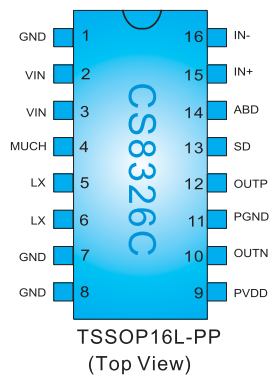 GND 1 16 IN-
VIN 2 15 IN+
VIN 3 14 ABD
MUCH 4 13 SD
LX 5 12 OUTP
LX 6 11 PGND
GND 7 10 OUTN
GND 8 9 PVDD
CS8326C
TSSOP16L-PP
(Top View)